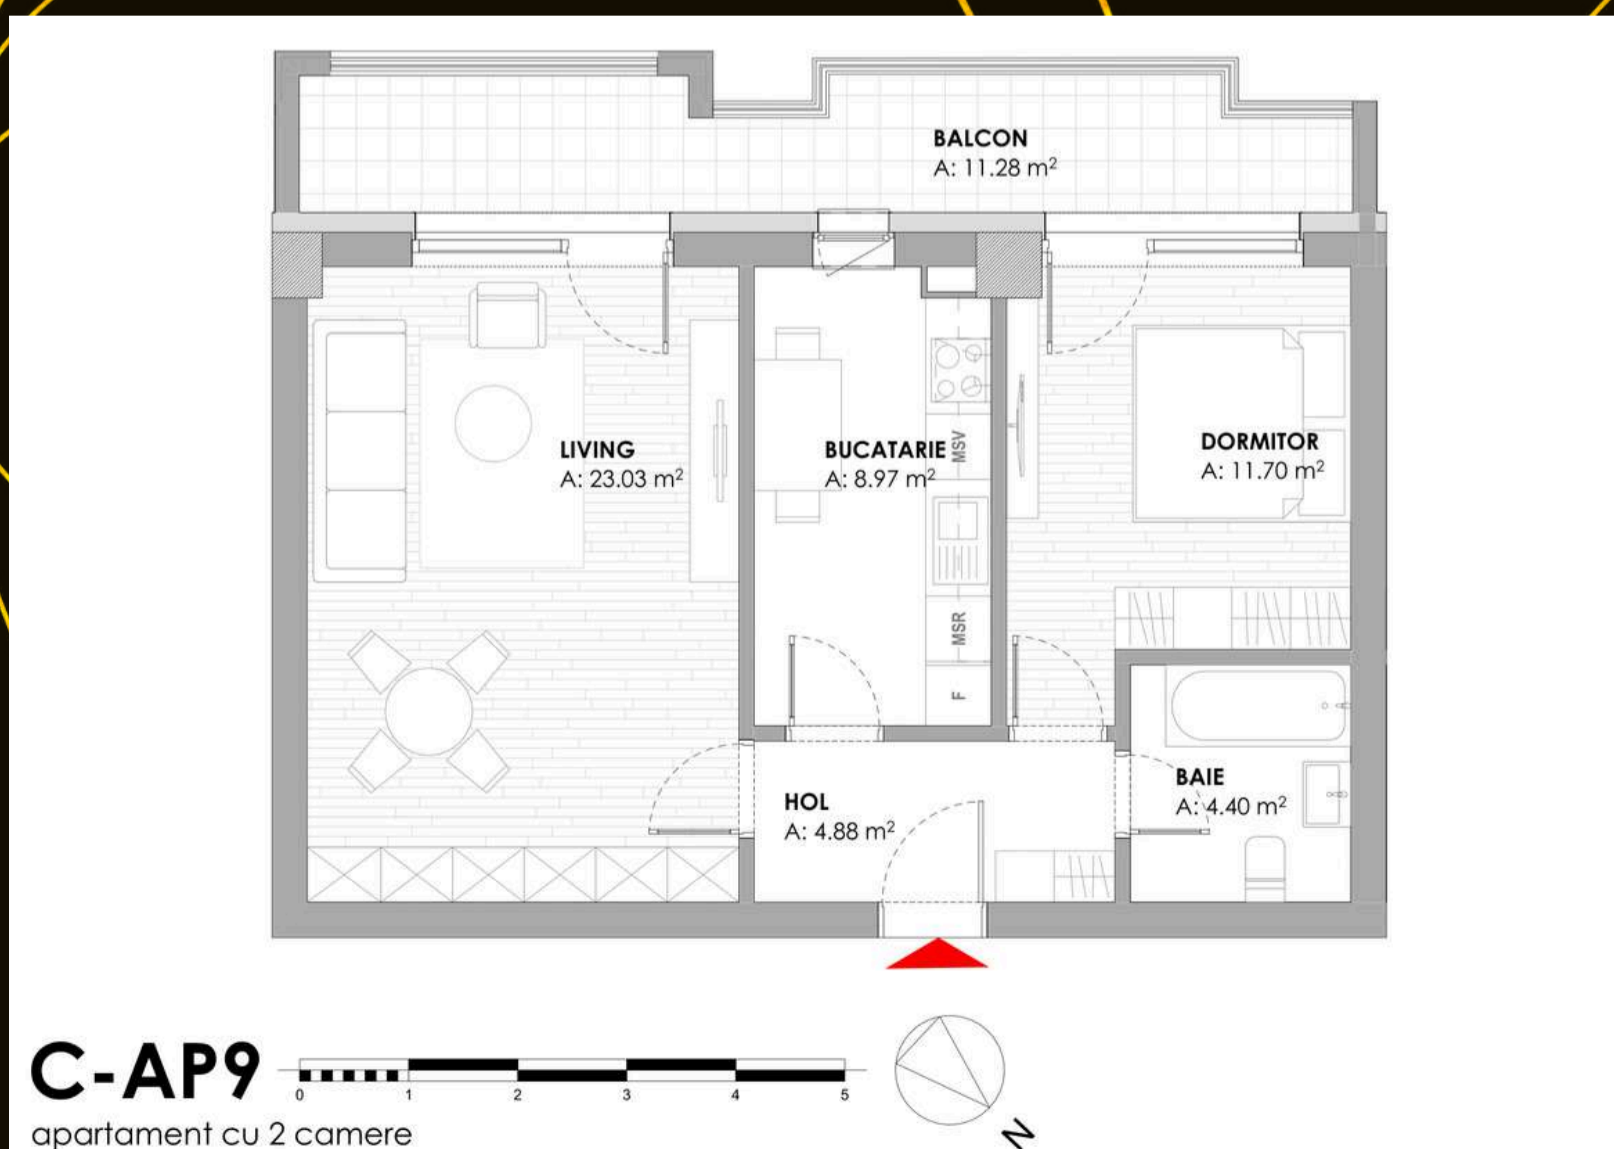 BALCON
A: 11.28 m²
LIVING
A: 23.03 m²
BUCATARIE
A: 8.97 m²
MSV
DORMITOR
A: 11.70 m²
MSR
F
HOL
A: 4.88 m²
BAIE
A: 4.40 m²
C-AP9
0 1 2 3 4 5
N
apartament cu 2 camere